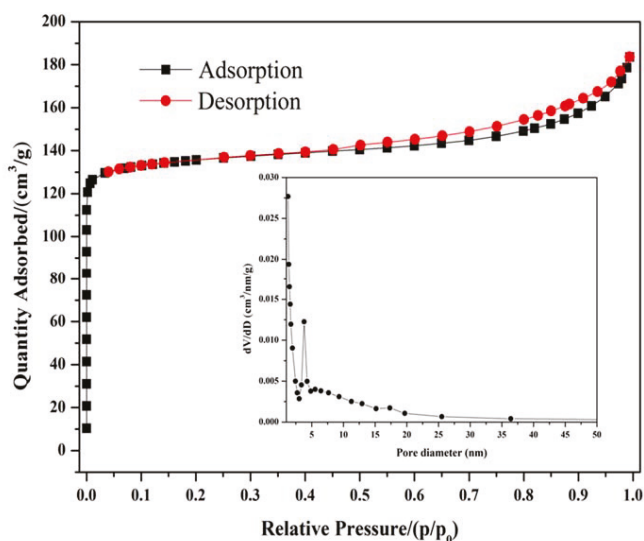 Quantity Adsorbed/(cm³/g)
200
180
160
140
120
100
80
60
40
20
0
Adsorption
Desorption
dV/dD (cm³/nm/g)
0.030
0.025
0.020
0.015
0.010
0.005
0.000
5 10 15 20 25 30 35 40 45 50
Pore diameter (nm)
0.0 0.1 0.2 0.3 0.4 0.5 0.6 0.7 0.8 0.9 1.0
Relative Pressure/(p/p₀)